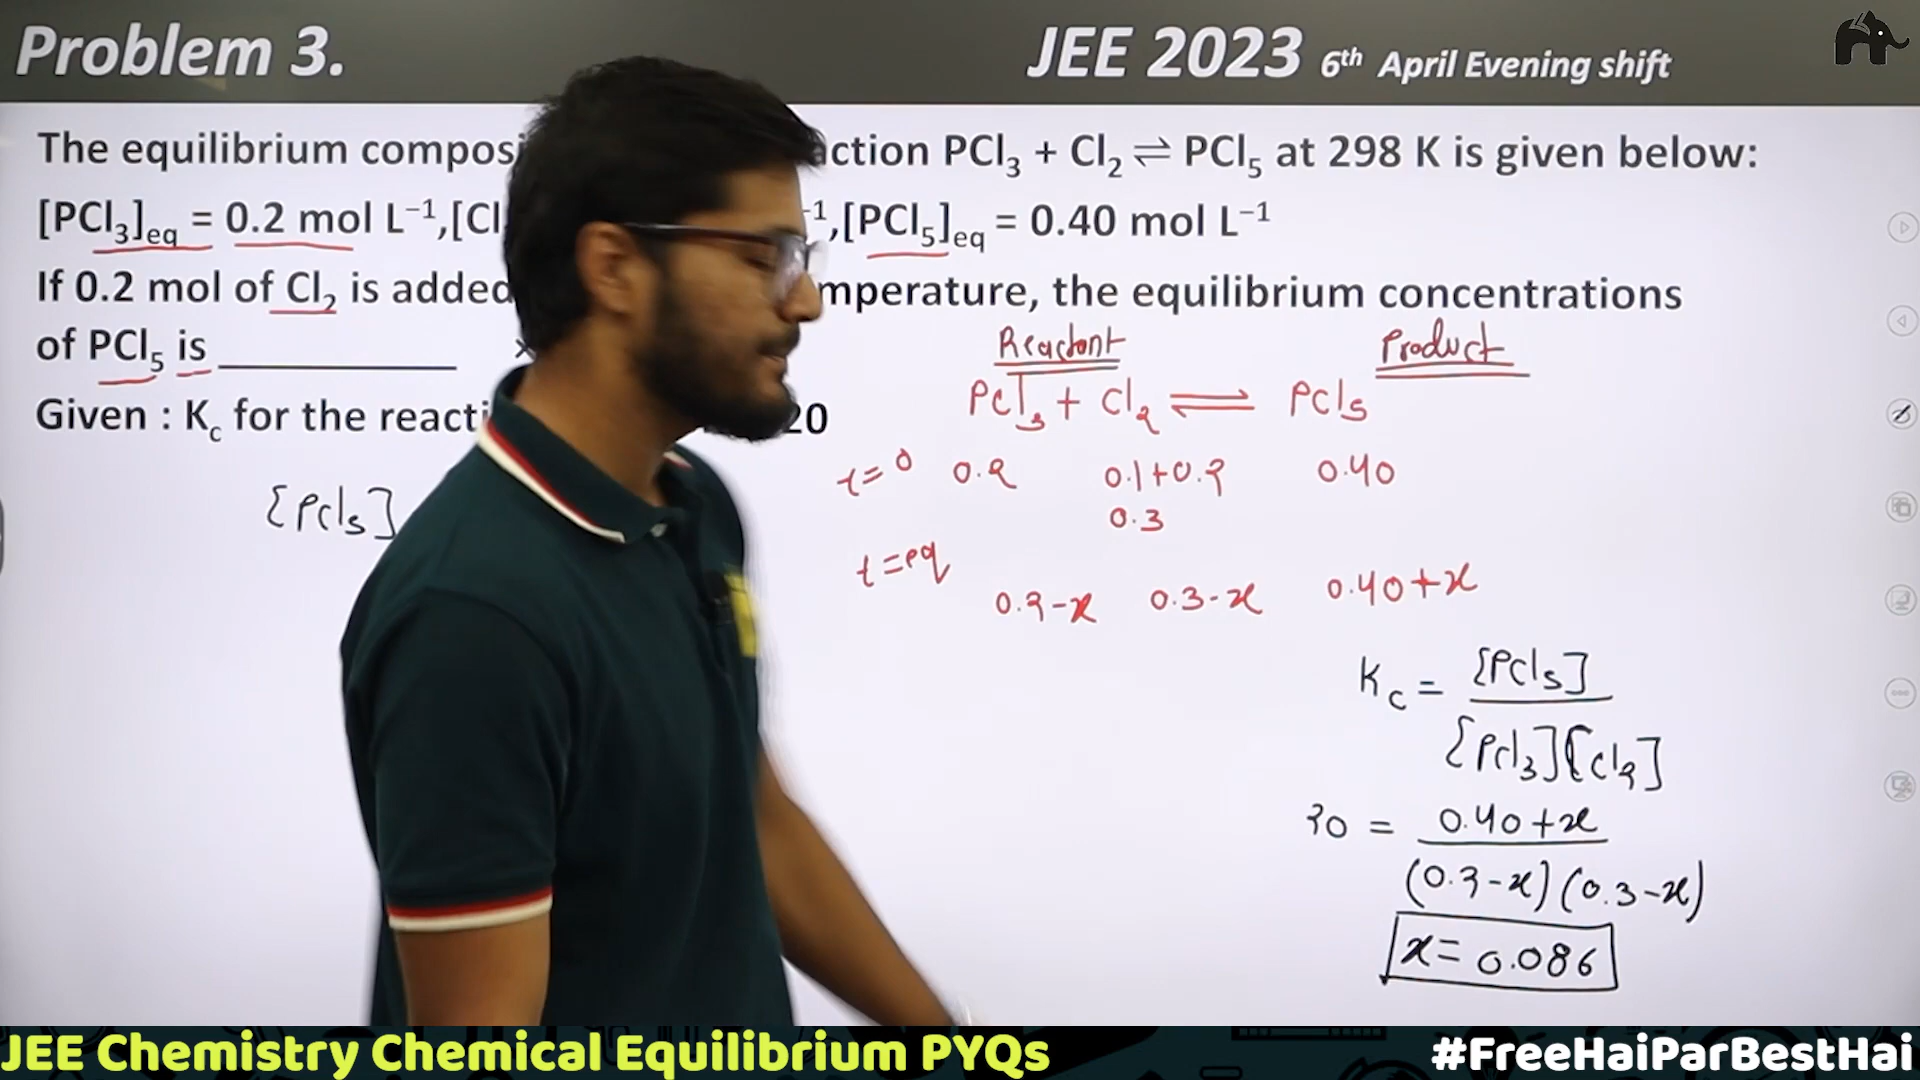 Problem 3.
JEE 2023 6th April Evening shift
The equilibrium compos action PCl₃ + Cl₂ ⇌ PCl₅ at 298 K is given below:
[PCl₃]eq = 0.2 mol L⁻¹,[Cl ⁻¹,[PCl₅]eq = 0.40 mol L⁻¹
If 0.2 mol of Cl₂ is added mperature, the equilibrium concentrations
of PCl₅ is ____________ ×
Given : Kc for the reacti 20
Reactant Product
PCl₃ + Cl₂ ⇌ PCl₅
t=0 0.2 0.1+0.2 0.40
0.3
[PCl₅]
t=eq 0.2-x 0.3-x 0.40+x
Kc = [PCl₅]
[PCl₃][Cl₂]
20 = 0.40+x
(0.2-x)(0.3-x)
x= 0.086
JEE Chemistry Chemical Equilibrium PYQs
#FreeHaiParBestHai